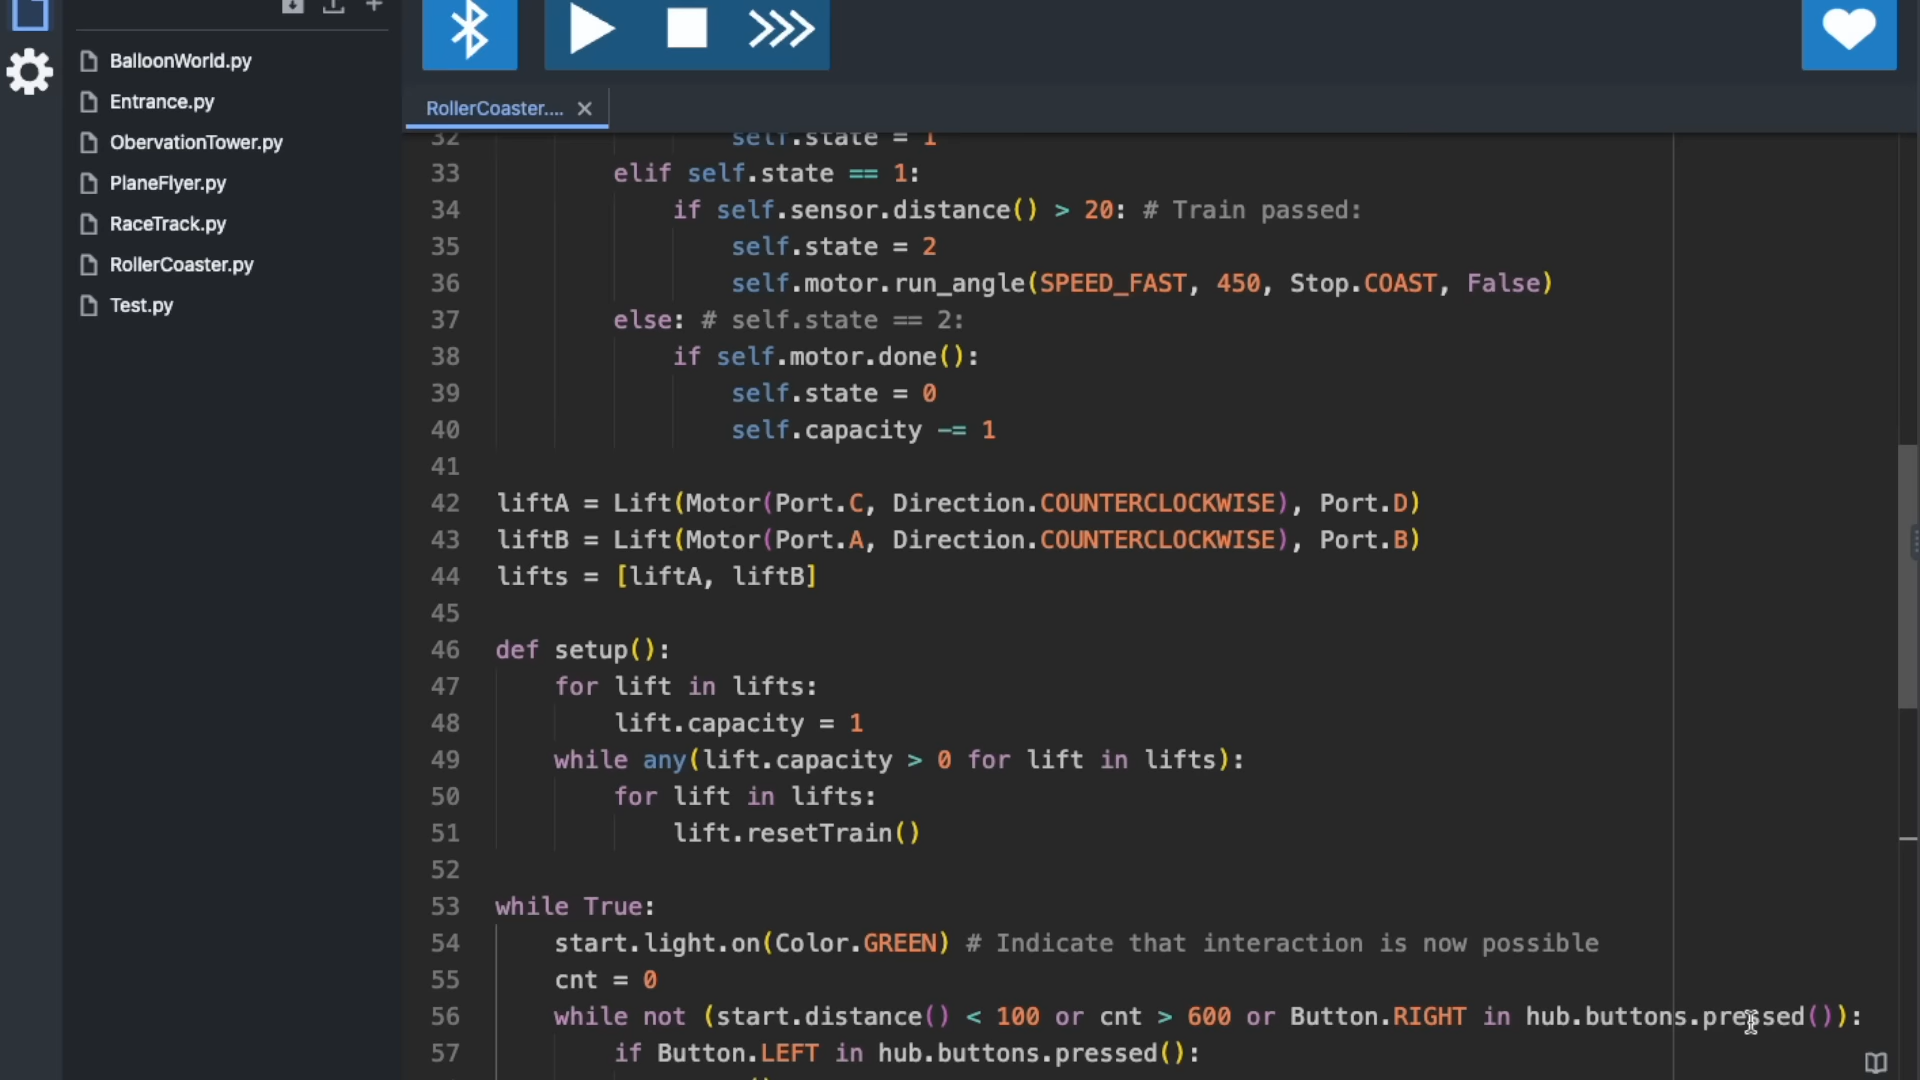 BalloonWorld.py
Entrance.py
ObervationTower.py
PlaneFlyer.py
RaceTrack.py
RollerCoaster.py
Test.py
RollerCoaster....
32 self.state = 1
33 elif self.state == 1:
34 if self.sensor.distance() > 20: # Train passed:
35 self.state = 2
36 self.motor.run_angle(SPEED_FAST, 450, Stop.COAST, False)
37 else: # self.state == 2:
38 if self.motor.done():
39 self.state = 0
40 self.capacity -= 1
41
42 liftA = Lift(Motor(Port.C, Direction.COUNTERCLOCKWISE), Port.D)
43 liftB = Lift(Motor(Port.A, Direction.COUNTERCLOCKWISE), Port.B)
44 lifts = [liftA, liftB]
45
46 def setup():
47 for lift in lifts:
48 lift.capacity = 1
49 while any(lift.capacity > 0 for lift in lifts):
50 for lift in lifts:
51 lift.resetTrain()
52
53 while True:
54 start.light.on(Color.GREEN) # Indicate that interaction is now possible
55 cnt = 0
56 while not (start.distance() < 100 or cnt > 600 or Button.RIGHT in hub.buttons.pressed()):
57 if Button.LEFT in hub.buttons.pressed():